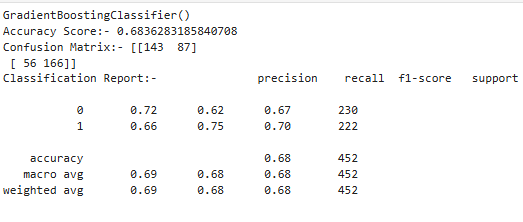 GradientBoostingClassifier()
Accuracy Score:- 0.6836283185840708
Confusion Matrix:- [[143  87]
 [ 56 166]]
Classification Report:-               precision    recall  f1-score   support

           0       0.72      0.62      0.67       230
           1       0.66      0.75      0.70       222

    accuracy                           0.68       452
   macro avg       0.69      0.68      0.68       452
weighted avg       0.69      0.68      0.68       452